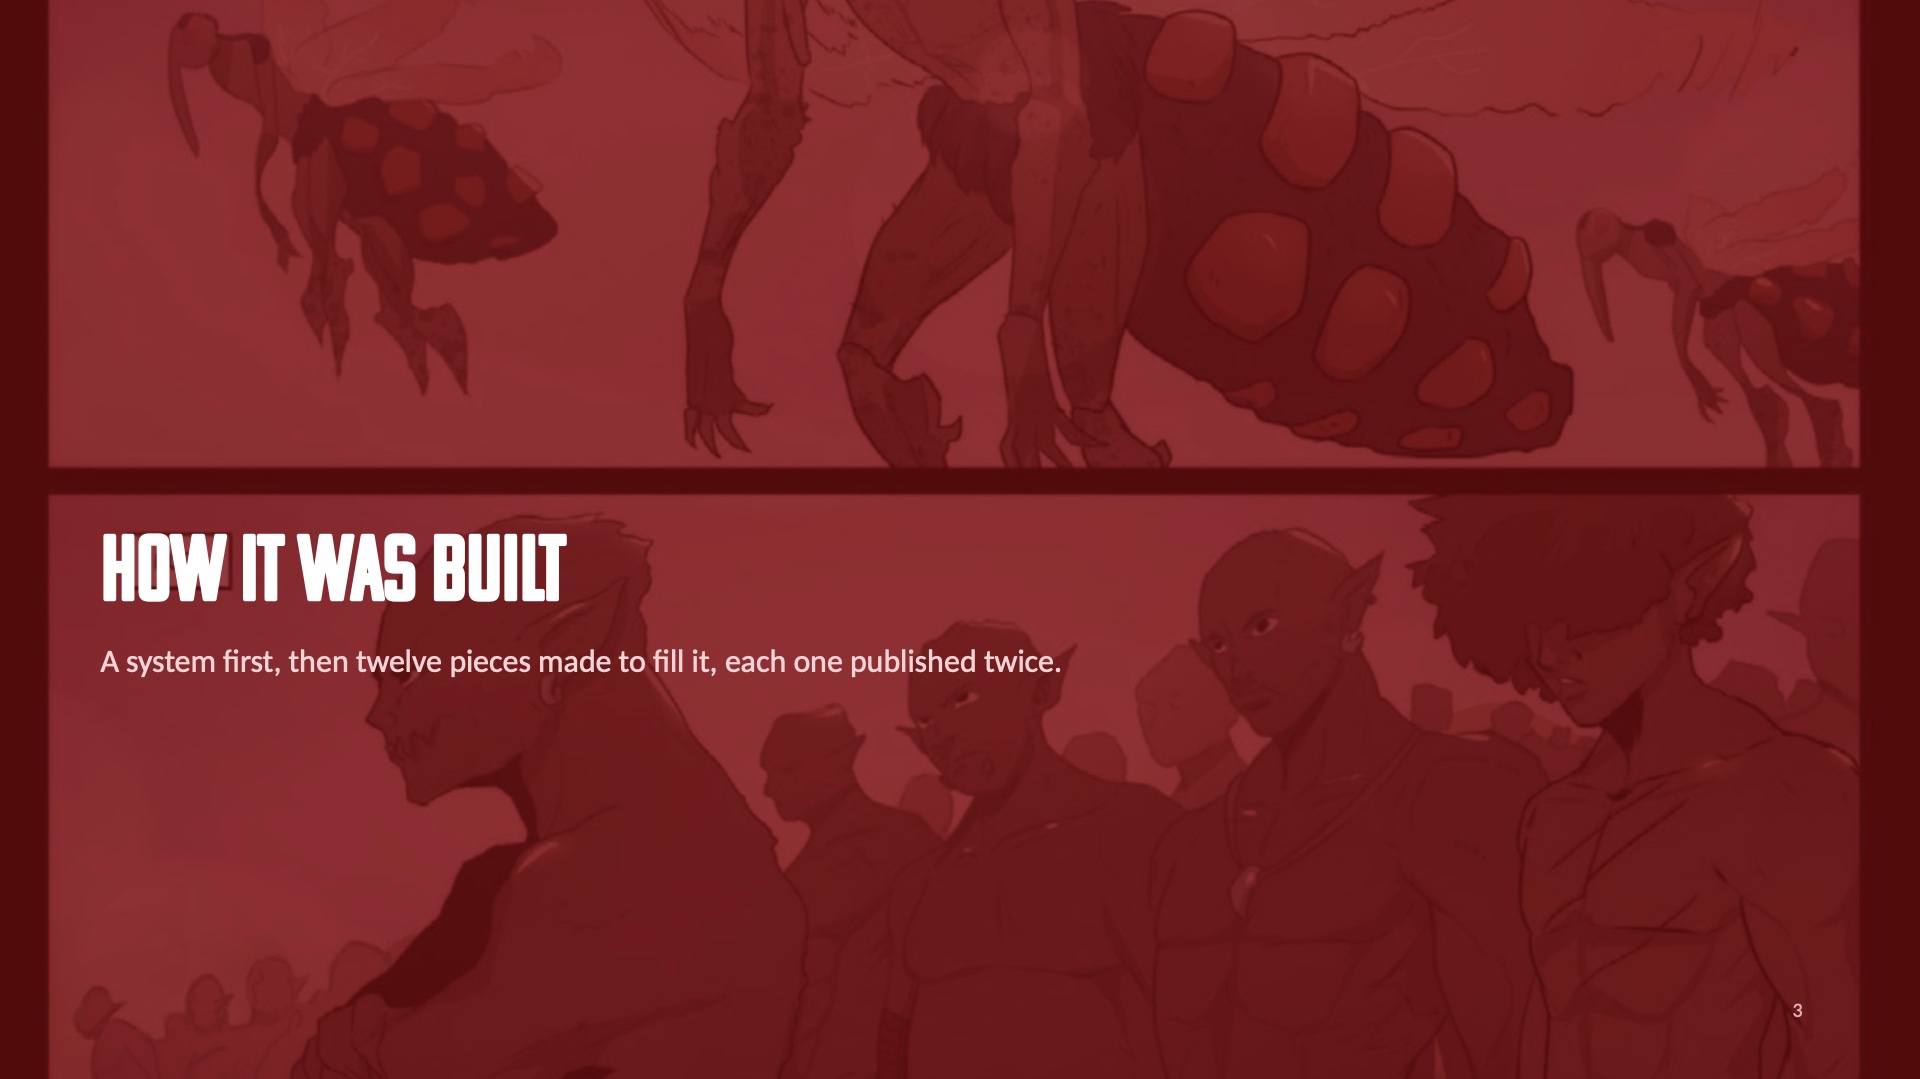 HOW IT WAS BUILT
A system first, then twelve pieces made to fill it, each one published twice.
3